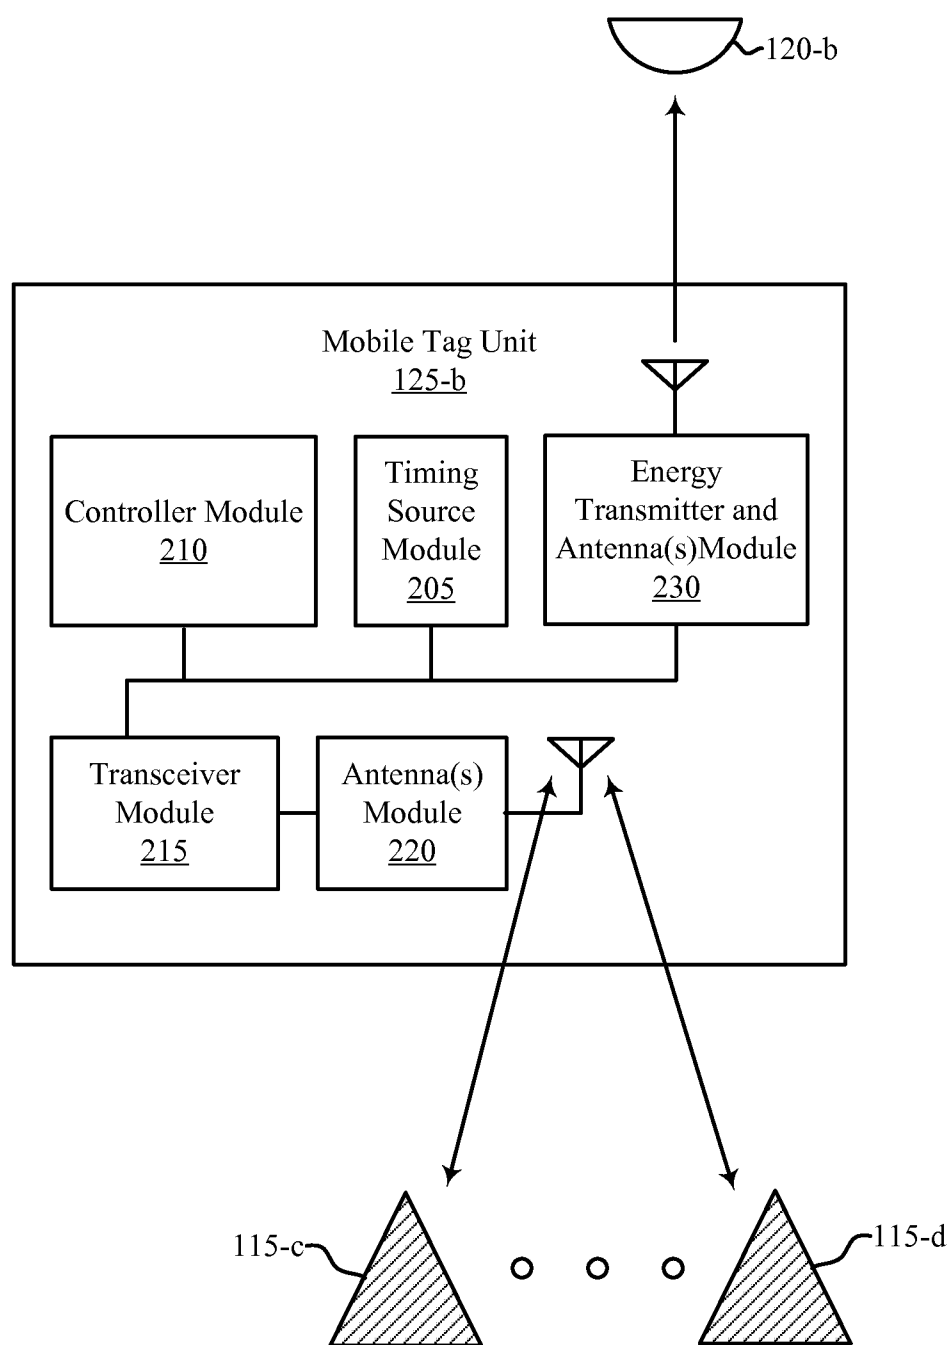 120-b
Mobile Tag Unit
125-b
Controller Module
210
Timing
Source
Module
205
Energy
Transmitter and
Antenna(s)Module
230
Transceiver
Module
215
Antenna(s)
Module
220
115-c
115-d